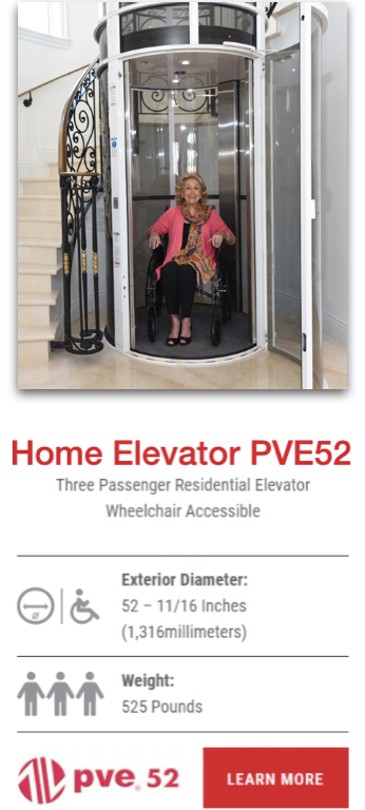 Home Elevator PVE52
Three Passenger Residential Elevator
Wheelchair Accessible
Exterior Diameter:
52 – 11/16 Inches
(1,316millimeters)
Weight:
525 Pounds
pve. 52
LEARN MORE